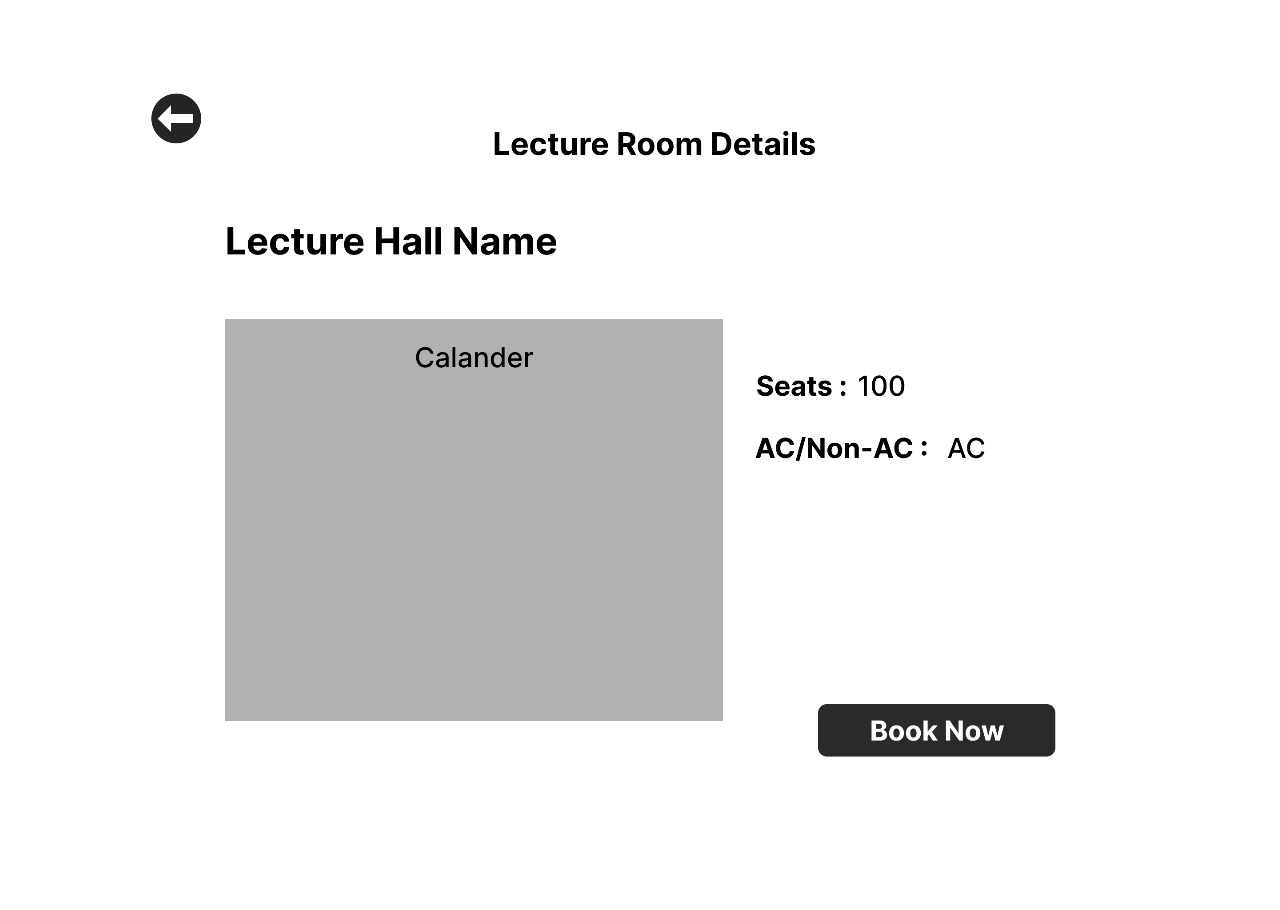 Lecture Room Details
Lecture Hall Name
Calander
Seats : 100
AC/Non-AC : AC
Book Now